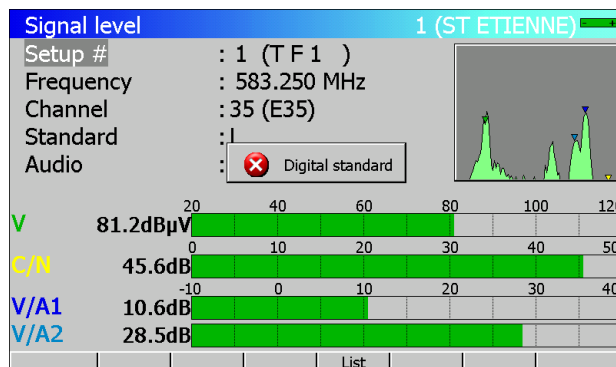 Signal level 1 (ST ETIENNE) - +
Setup # : 1 (T F 1 )
Frequency : 583.250 MHz
Channel : 35 (E35)
Standard :
Audio :
Digital standard
20 40 60 80 100 120
V 81.2dBµV
0 10 20 30 40 50
C/N 45.6dB
-10 0 10 20 30 40
V/A1 10.6dB
V/A2 28.5dB
List